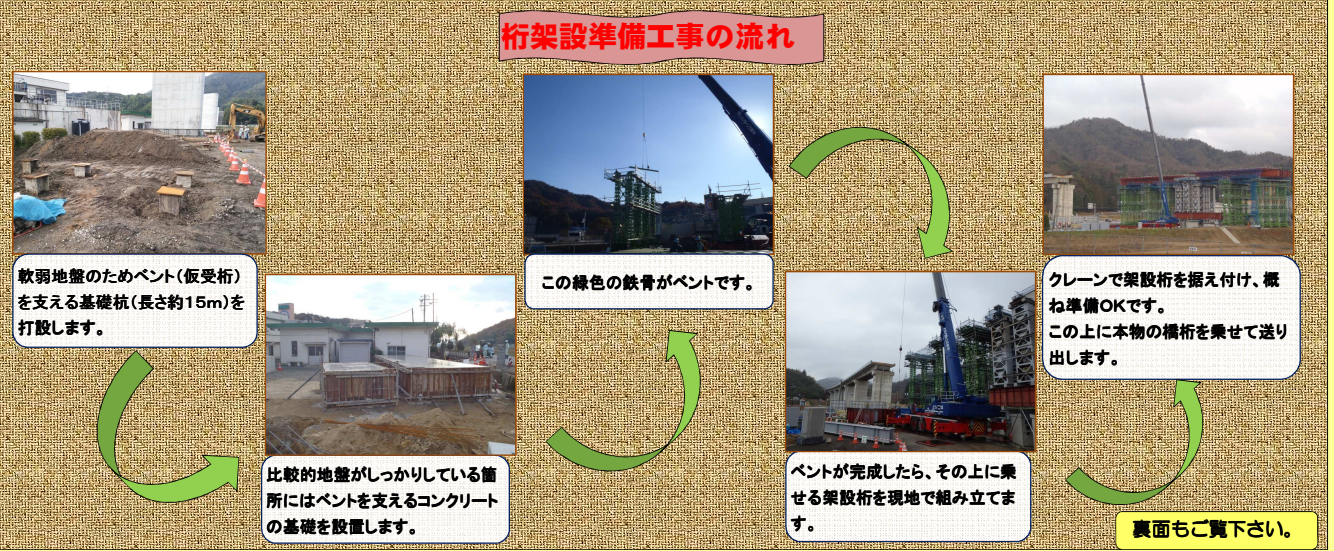 桁架設準備工事の流れ
軟弱地盤のためベント（仮受桁）
を支える基礎杭（長さ約15m）を
打設します。
比較的地盤がしっかりしている箇
所にはベントを支えるコンクリート
の基礎を設置します。
この緑色の鉄骨がベントです。
ベントが完成したら、その上に乗
せる架設桁を現地で組み立てま
す。
クレーンで架設桁を据え付け、概
ね準備OKです。
この上に本物の橋桁を乗せて送り
出します。
裏面もご覧下さい。